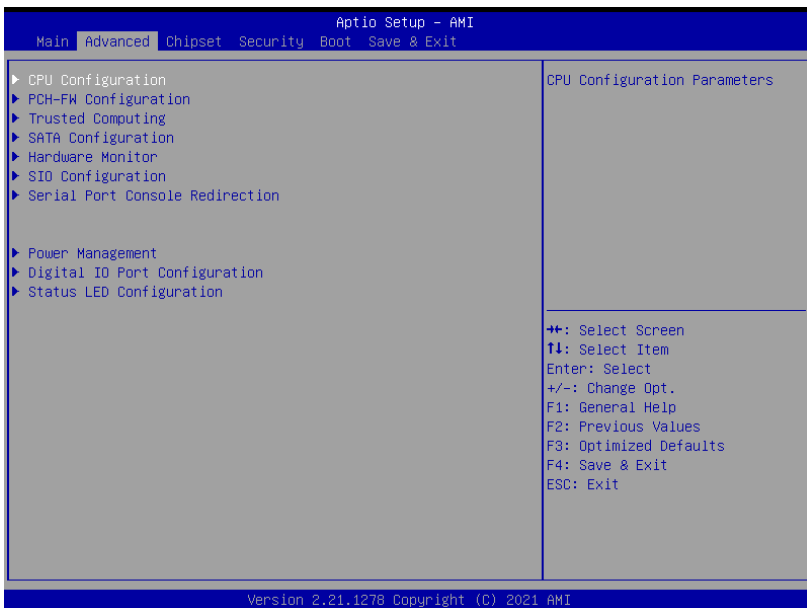 Aptio Setup – AMI
Main Advanced Chipset Security Boot Save & Exit
▶ CPU Configuration
▶ PCH-FW Configuration
▶ Trusted Computing
▶ SATA Configuration
▶ Hardware Monitor
▶ SIO Configuration
▶ Serial Port Console Redirection
▶ Power Management
▶ Digital IO Port Configuration
▶ Status LED Configuration
CPU Configuration Parameters
→←: Select Screen
↑↓: Select Item
Enter: Select
+/-: Change Opt.
F1: General Help
F2: Previous Values
F3: Optimized Defaults
F4: Save & Exit
ESC: Exit
Version 2.21.1278 Copyright (C) 2021 AMI